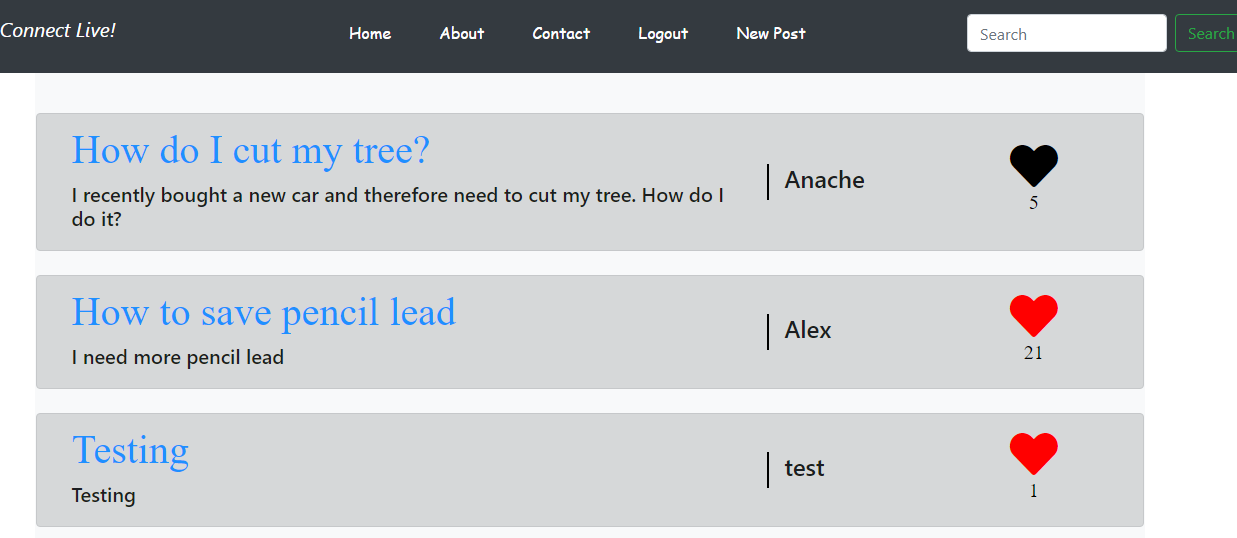 Connect Live!
Home About Contact Logout New Post
Search Search
How do I cut my tree?
I recently bought a new car and therefore need to cut my tree. How do I
do it?
Anache
5
How to save pencil lead
I need more pencil lead
Alex
21
Testing
Testing
test
1